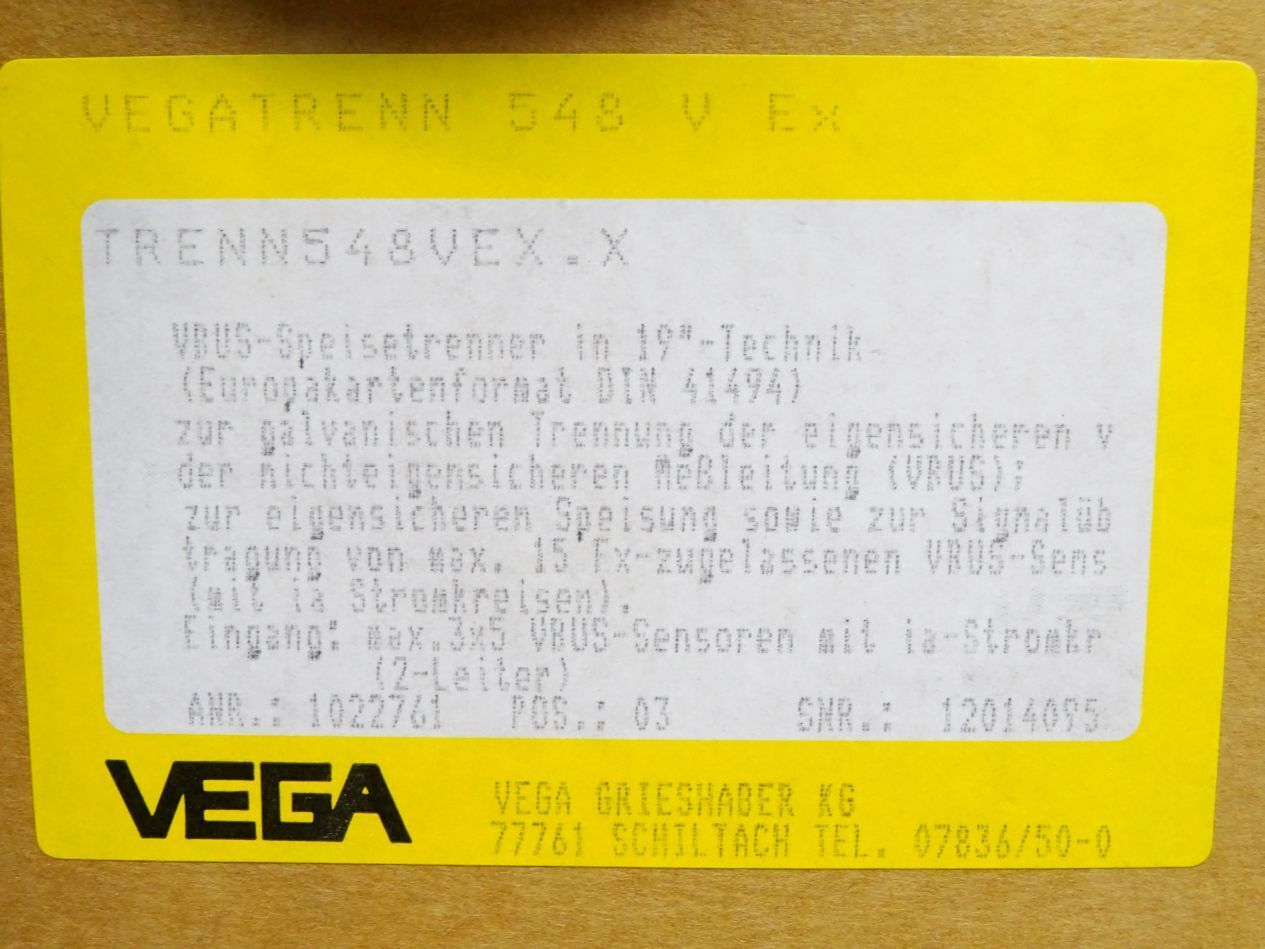 VEGATRENN 548 V Ex
TRENN548VEX.X
VBUS-Speisetrenner in 19"-Technik
(Europakartenformat DIN 41494)
zur galvanischen Trennung der eigensicheren v
der nichteigensicheren Meßleitung (VBUS);
zur eigensicheren Speisung sowie zur Signalüb
tragung von max. 15 Ex-zugelassenen VBUS-Sens
(mit ia Stromkreisen).
Eingang: max.3x5 VBUS-Sensoren mit ia-Stromkr
(2-Leiter)
ANR.: 1022761 POS.: 03 SNR.: 12014095
VEGA
VEGA GRIESHABER KG
77761 SCHILTACH TEL. 07836/50-0